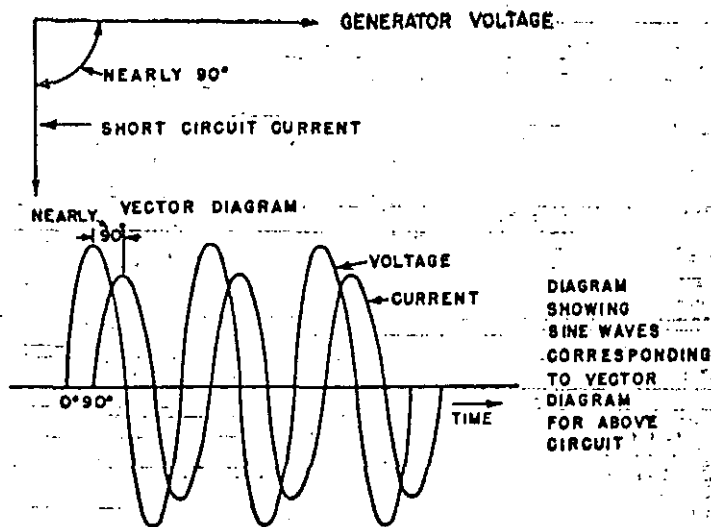 GENERATOR VOLTAGE
NEARLY 90°
SHORT CIRCUIT CURRENT
VECTOR DIAGRAM
NEARLY
90°
VOLTAGE
CURRENT
0° 90°
TIME
DIAGRAM
SHOWING
SINE WAVES
CORRESPONDING
TO VECTOR
DIAGRAM
FOR ABOVE
CIRCUIT